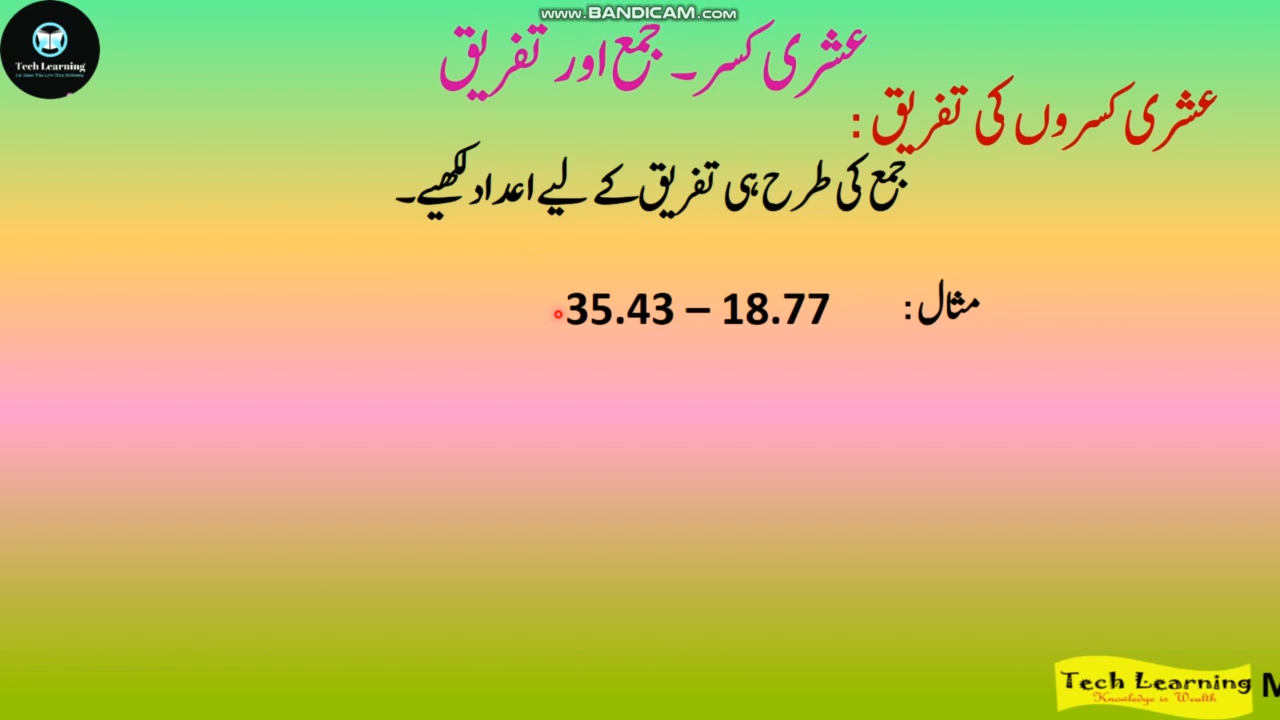 www.BANDICAM.com
عشری کسر۔ جمع اور تفریق
عشری کسروں کی تفریق :
جمع کی طرح ہی تفریق کے لیے اعداد لکھیے۔
مثال :
35.43 – 18.77
Tech Learning
Tech Learning M
Knowledge is Wealth